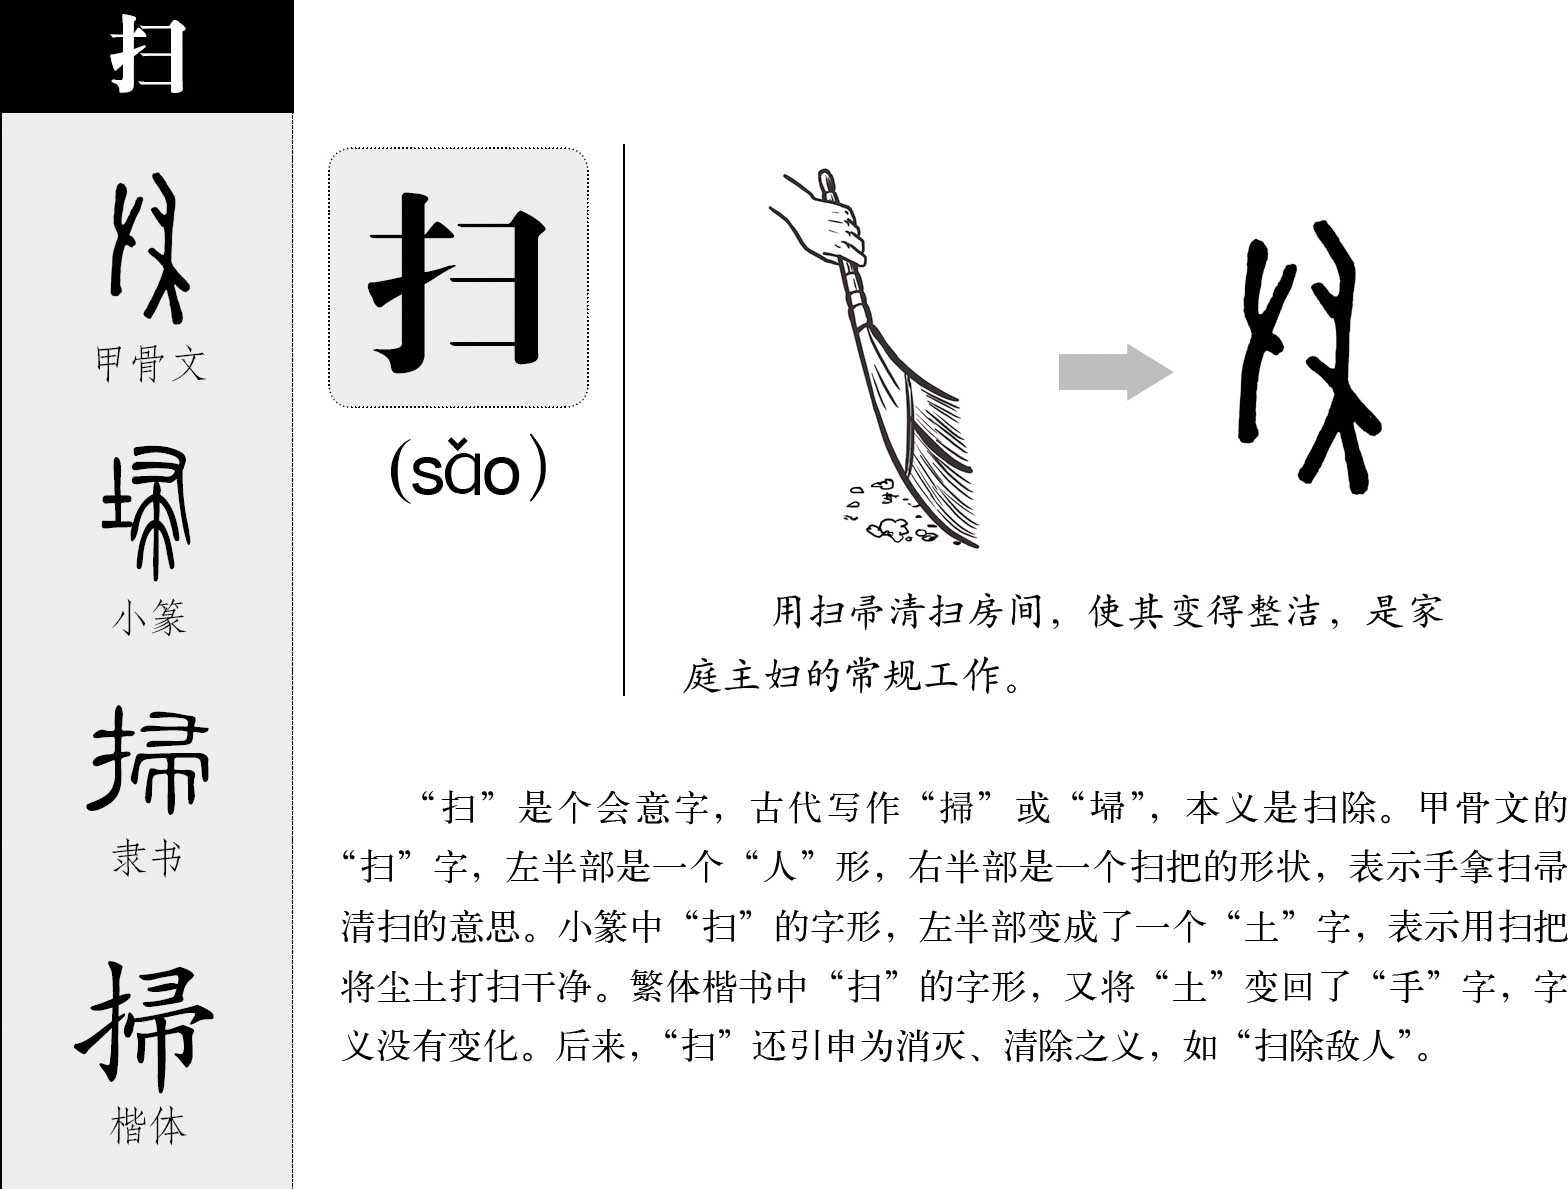 扫
甲骨文
小篆
隶书
楷体
扫
(sǎo)
用扫帚清扫房间，使其变得整洁，是家
庭主妇的常规工作。
“扫”是个会意字，古代写作“掃”或“埽”，本义是扫除。甲骨文的
“扫”字，左半部是一个“人”形，右半部是一个扫把的形状，表示手拿扫帚
清扫的意思。小篆中“扫”的字形，左半部变成了一个“土”字，表示用扫把
将尘土打扫干净。繁体楷书中“扫”的字形，又将“土”变回了“手”字，字
义没有变化。后来，“扫”还引申为消灭、清除之义，如“扫除敌人”。